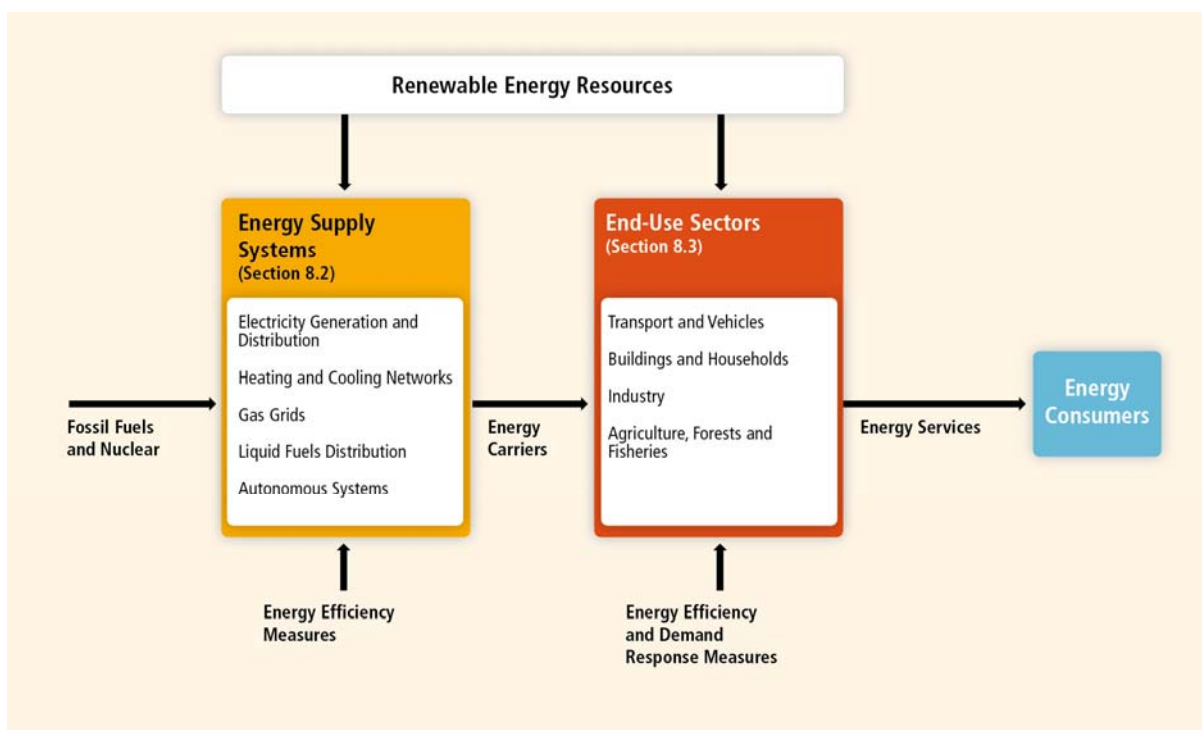 Renewable Energy Resources
Energy Supply
Systems
(Section 8.2)
Electricity Generation and
Distribution
Heating and Cooling Networks
Gas Grids
Liquid Fuels Distribution
Autonomous Systems
End-Use Sectors
(Section 8.3)
Transport and Vehicles
Buildings and Households
Industry
Agriculture, Forests and
Fisheries
Fossil Fuels
and Nuclear
Energy
Carriers
Energy Services
Energy
Consumers
Energy Efficiency
Measures
Energy Efficiency
and Demand
Response Measures